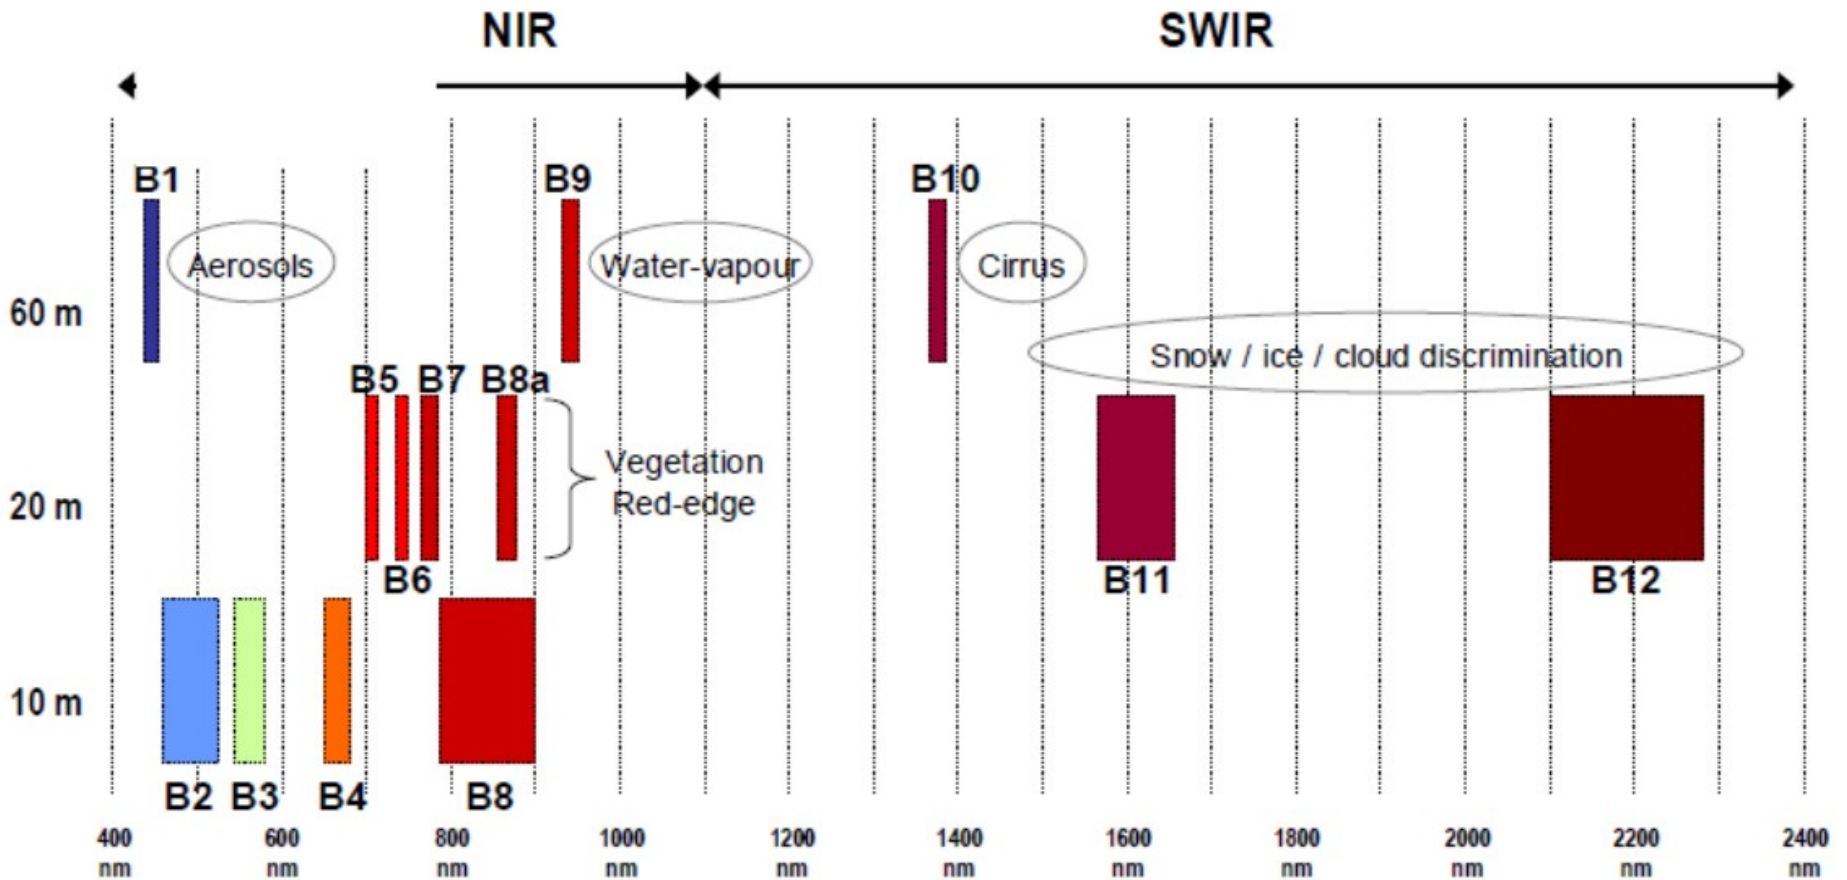 NIR SWIR
B1 B9 B10
Aerosols Water-vapour Cirrus
60 m
Snow / ice / cloud discrimination
B5 B7 B8a
Vegetation
Red-edge
20 m
B6 B11 B12
10 m
B2 B3 B4 B8
400 600 800 1000 1200 1400 1600 1800 2000 2200 2400
nm nm nm nm nm nm nm nm nm nm nm